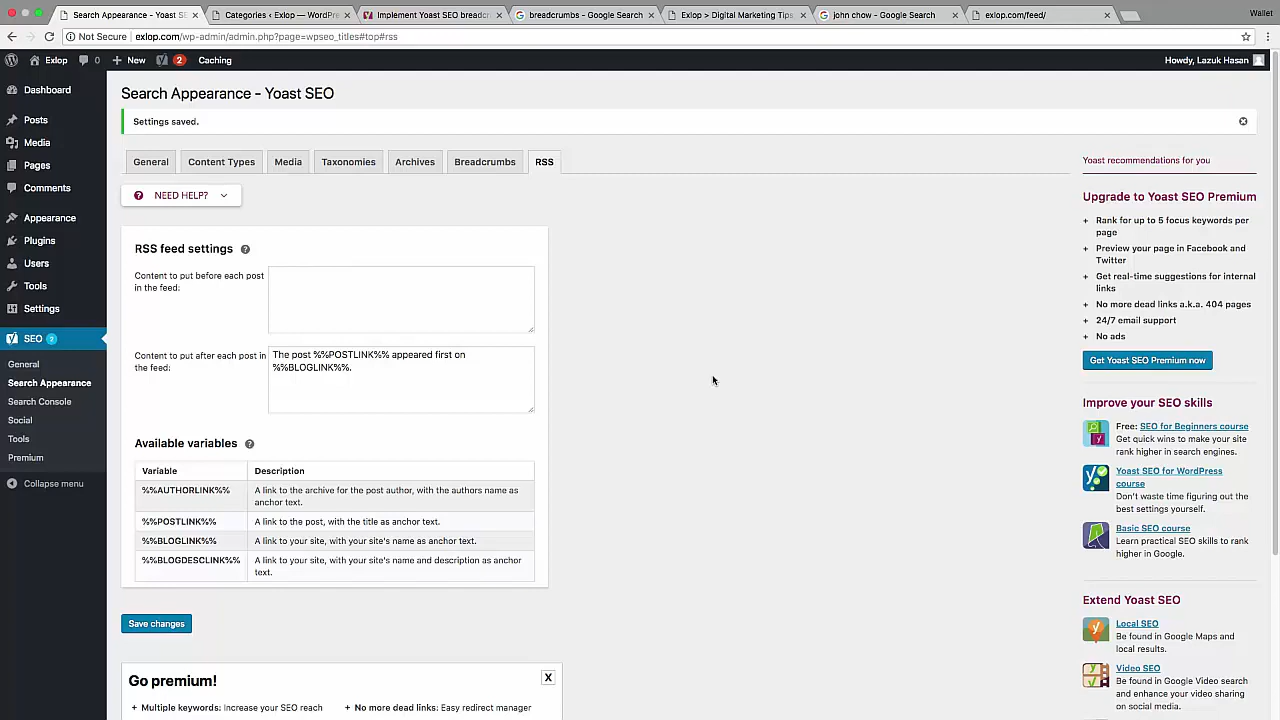 Search Appearance - Yoast SE
Categories ‹ Exlop — WordPre
Implement Yoast SEO breadcr
breadcrumbs - Google Search
Exlop > Digital Marketing Tips,
john chow - Google Search
exlop.com/feed/
Wallet
Not Secure
exlop.com/wp-admin/admin.php?page=wpseo_titles#top#rss
Exlop
0
New
2
Caching
Howdy, Lazuk Hasan
Dashboard
Posts
Media
Pages
Comments
Appearance
Plugins
Users
Tools
Settings
SEO 2
General
Search Appearance
Search Console
Social
Tools
Premium
Collapse menu
Search Appearance - Yoast SEO
Settings saved.
General
Content Types
Media
Taxonomies
Archives
Breadcrumbs
RSS
NEED HELP?
RSS feed settings
Content to put before each post
in the feed:
Content to put after each post in
the feed:
The post %%POSTLINK%% appeared first on
%%BLOGLINK%%.
Available variables
Variable Description
%%AUTHORLINK%% A link to the archive for the post author, with the authors name as
anchor text.
%%POSTLINK%% A link to the post, with the title as anchor text.
%%BLOGLINK%% A link to your site, with your site's name as anchor text.
%%BLOGDESCLINK%% A link to your site, with your site's name and description as anchor
text.
Save changes
Go premium!
X
+ Multiple keywords: Increase your SEO reach
+ No more dead links: Easy redirect manager
Yoast recommendations for you
Upgrade to Yoast SEO Premium
+ Rank for up to 5 focus keywords per
page
+ Preview your page in Facebook and
Twitter
+ Get real-time suggestions for internal
links
+ No more dead links a.k.a. 404 pages
+ 24/7 email support
+ No ads
Get Yoast SEO Premium now
Improve your SEO skills
Free: SEO for Beginners course
Get quick wins to make your site
rank higher in search engines.
Yoast SEO for WordPress
course
Don't waste time figuring out the
best settings yourself.
Basic SEO course
Learn practical SEO skills to rank
higher in Google.
Extend Yoast SEO
Local SEO
Be found in Google Maps and
local results.
Video SEO
Be found in Google Video search
and enhance your video sharing
on social media.